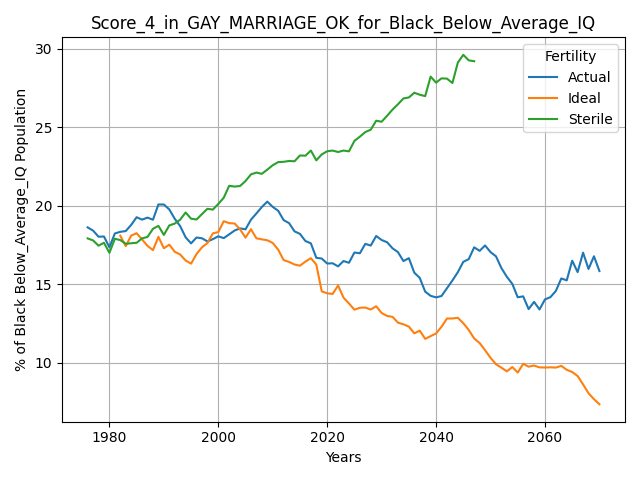 Score_4_in_GAY_MARRIAGE_OK_for_Black_Below_Average_IQ
% of Black Below_Average_IQ Population
30
25
20
15
10
Fertility
Actual
Ideal
Sterile
1980
2000
2020
2040
2060
Years